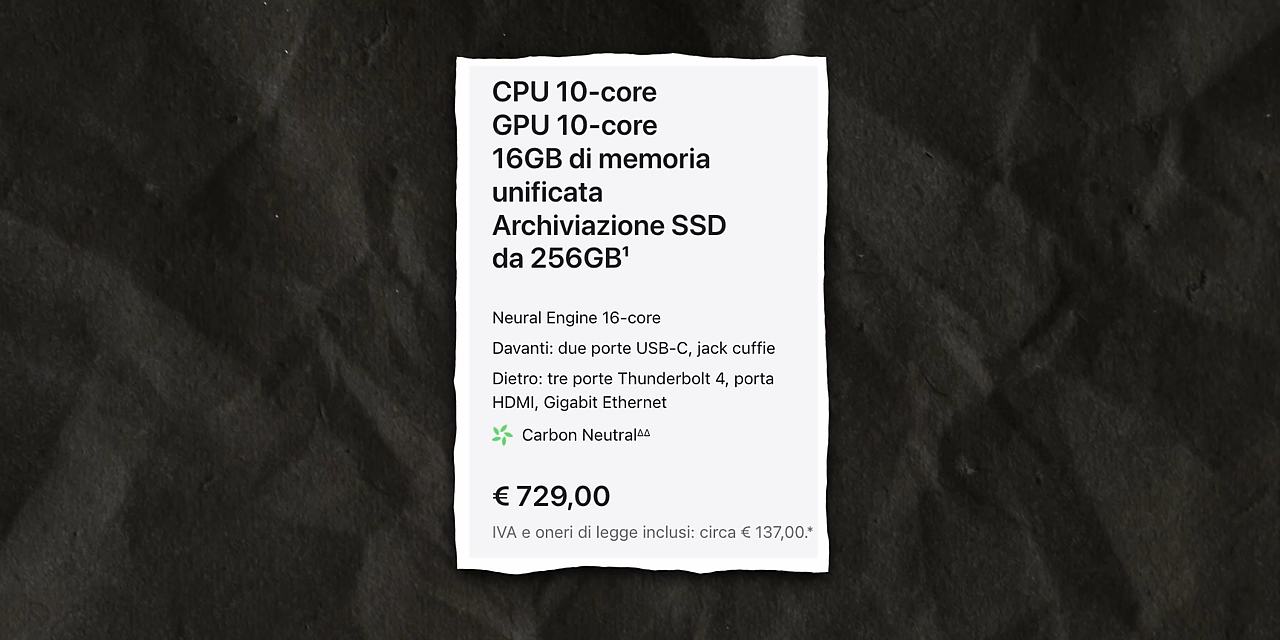 CPU 10-core
GPU 10-core
16GB di memoria
unificata
Archiviazione SSD
da 256GB¹
Neural Engine 16-core
Davanti: due porte USB-C, jack cuffie
Dietro: tre porte Thunderbolt 4, porta
HDMI, Gigabit Ethernet
Carbon Neutral∆∆
€ 729,00
IVA e oneri di legge inclusi: circa € 137,00.*